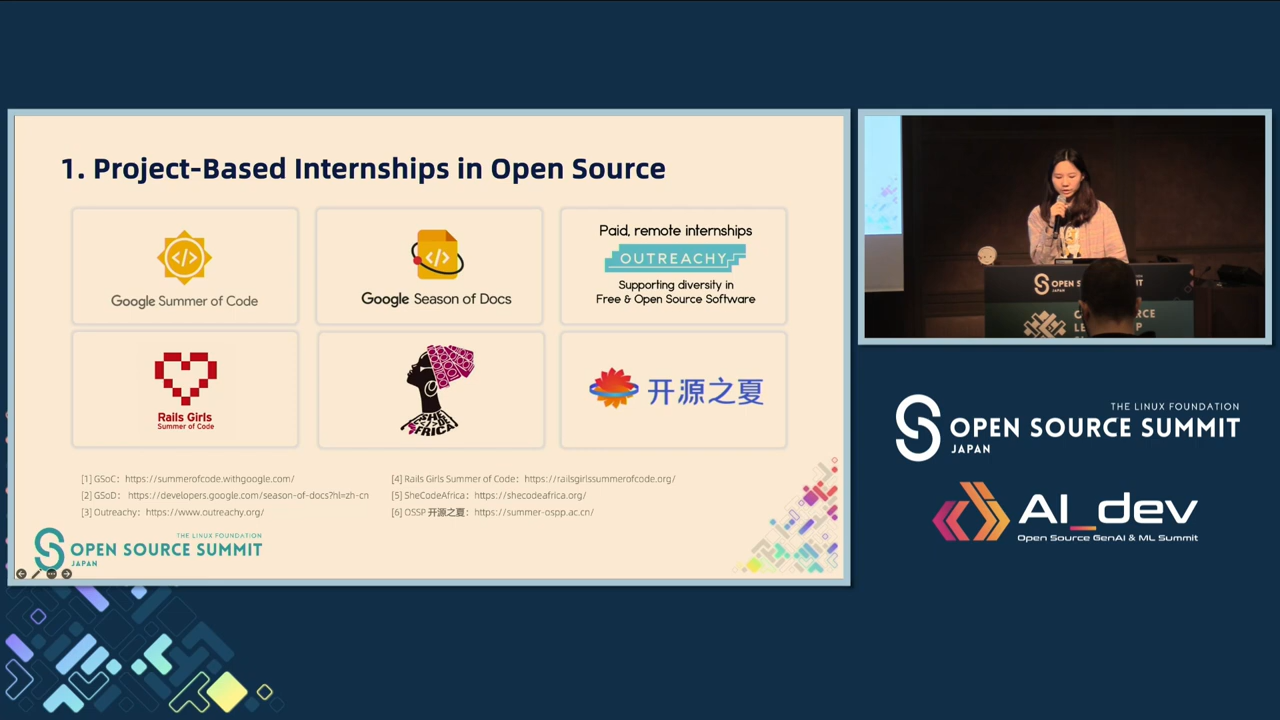 1. Project-Based Internships in Open Source
Google Summer of Code
Google Season of Docs
Paid, remote internships
OUTREACHY
Supporting diversity in
Free & Open Source Software
Rails Girls
Summer of Code
SHE CODE AFRICA
开源之夏
[1] GSoC：https://summerofcode.withgoogle.com/
[2] GSoD： https://developers.google.com/season-of-docs?hl=zh-cn
[3] Outreachy：https://www.outreachy.org/
[4] Rails Girls Summer of Code：https://railsgirlssummerofcode.org/
[5] SheCodeAfrica：https://shecodeafrica.org/
[6] OSSP 开源之夏：https://summer-ospp.ac.cn/
THE LINUX FOUNDATION
OPEN SOURCE SUMMIT
JAPAN
THE LINUX FOUNDATION
OPEN SOURCE SUMMIT
JAPAN
AI_dev
Open Source GenAI & ML Summit